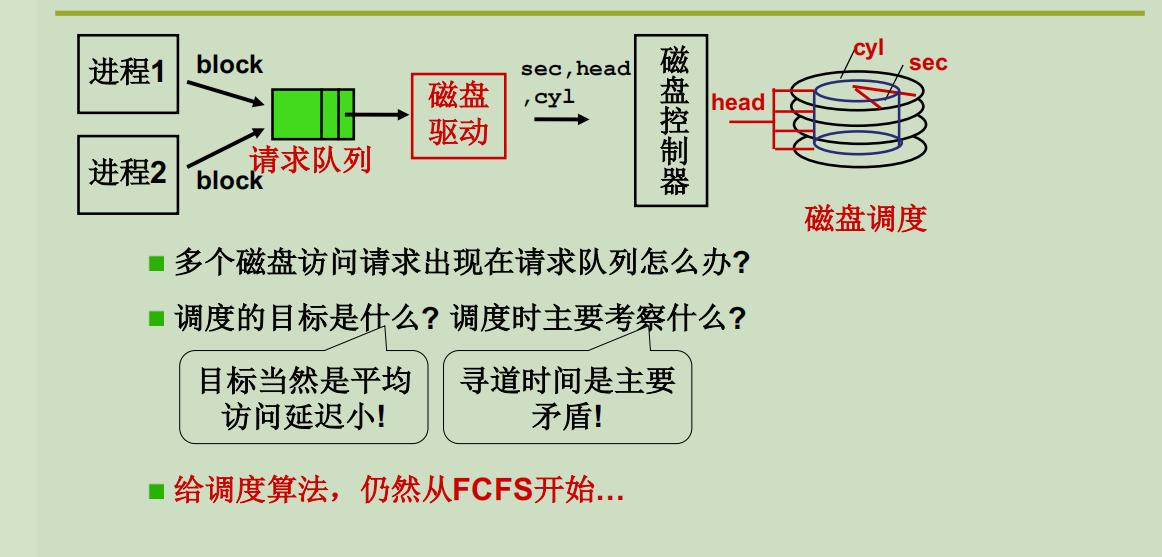 进程1
block
进程2
block
请求队列
磁盘
驱动
sec,head
,cyl
磁盘控制器
head
cyl
sec
磁盘调度
多个磁盘访问请求出现在请求队列怎么办?
调度的目标是什么? 调度时主要考察什么?
目标当然是平均
访问延迟小!
寻道时间是主要
矛盾!
给调度算法，仍然从FCFS开始…